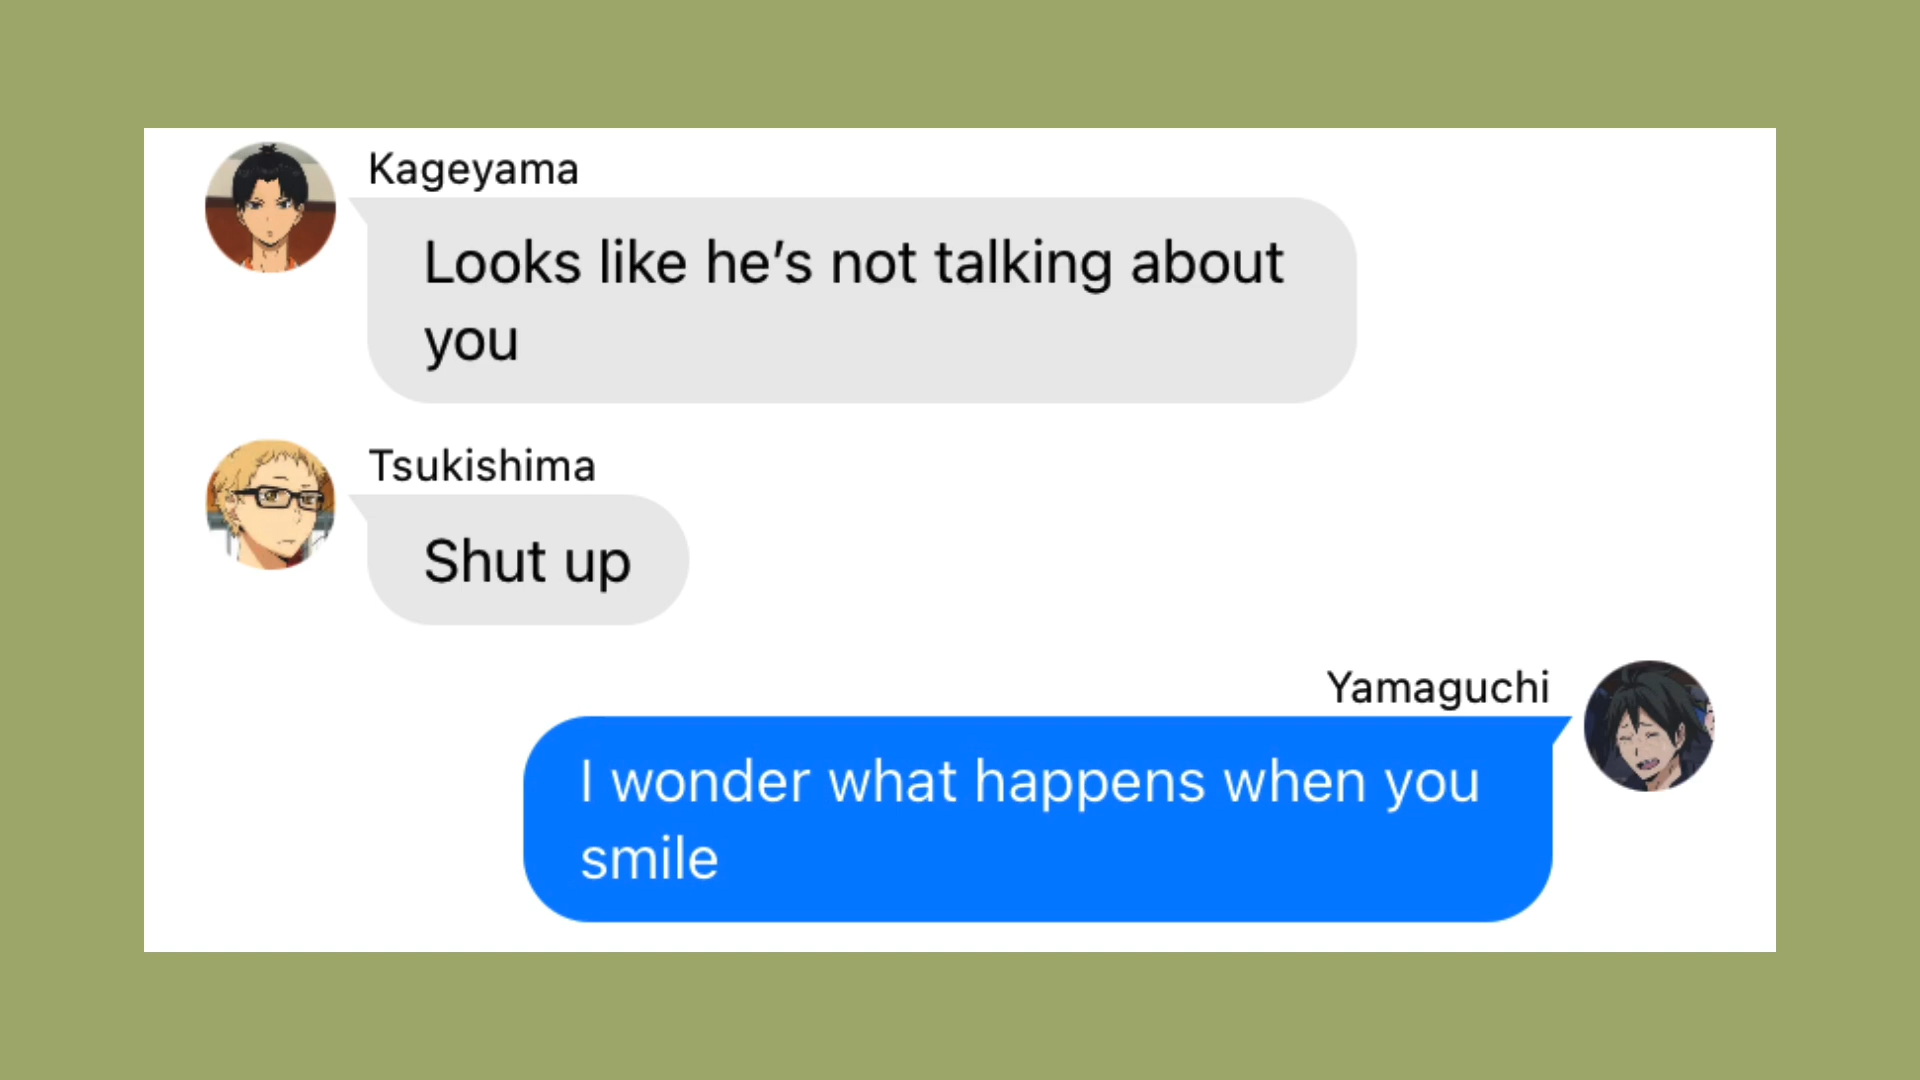 Kageyama
Looks like he’s not talking about
you
Tsukishima
Shut up
Yamaguchi
I wonder what happens when you
smile